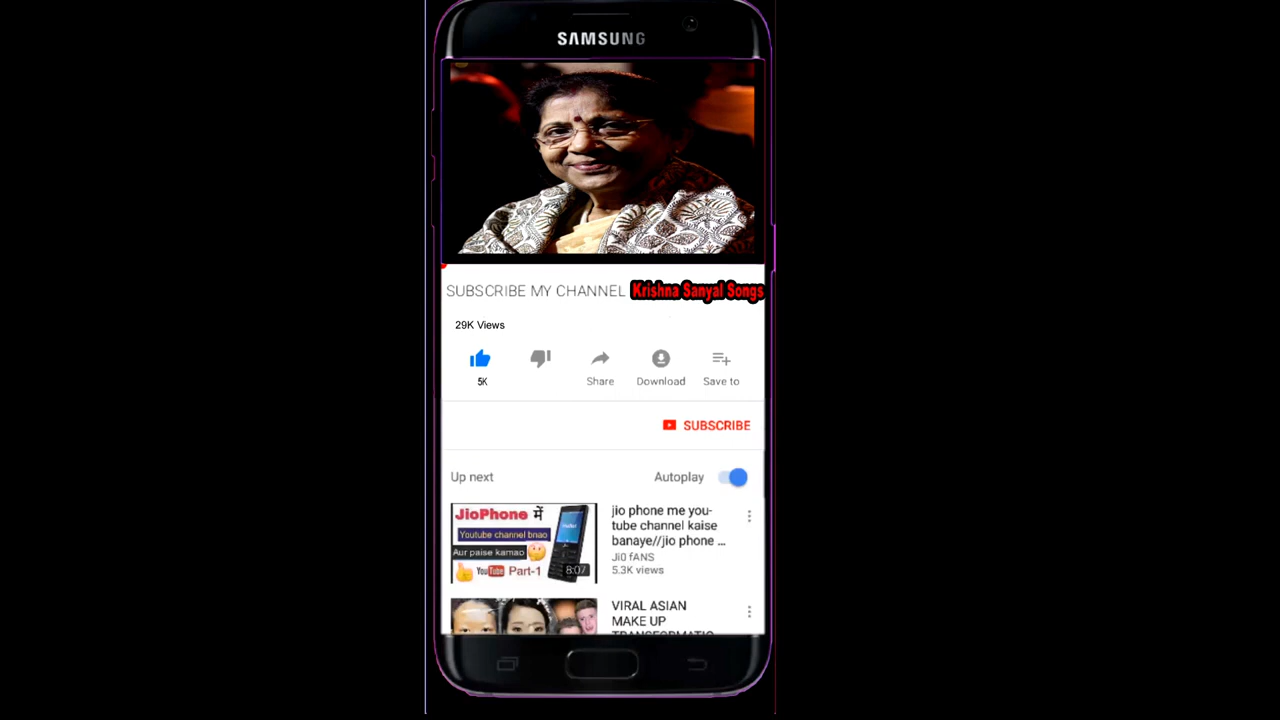 SAMSUNG
SUBSCRIBE MY CHANNEL Krishna Sanyal Songs
29K Views
5K
Share
Download
Save to
SUBSCRIBE
Up next
Autoplay
JioPhone में
Youtube channel bnao
Aur paise kamao
YouTube Part-1
8:07
jio phone me you-
tube channel kaise
banaye//jio phone ...
Ji0 fANS
5.3K views
VIRAL ASIAN
MAKE UP
TRANSFORMATIO